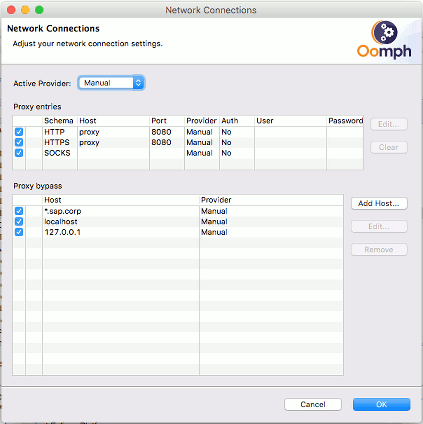 Network Connections
Network Connections
Adjust your network connection settings.
Oomph
Active Provider: Manual
Proxy entries
Schema Host Port Provider Auth User Password
HTTP proxy 8080 Manual No
HTTPS proxy 8080 Manual No
SOCKS Manual No
Edit...
Clear
Proxy bypass
Host Provider
*.sap.corp Manual
localhost Manual
127.0.0.1 Manual
Add Host...
Edit...
Remove
Cancel OK